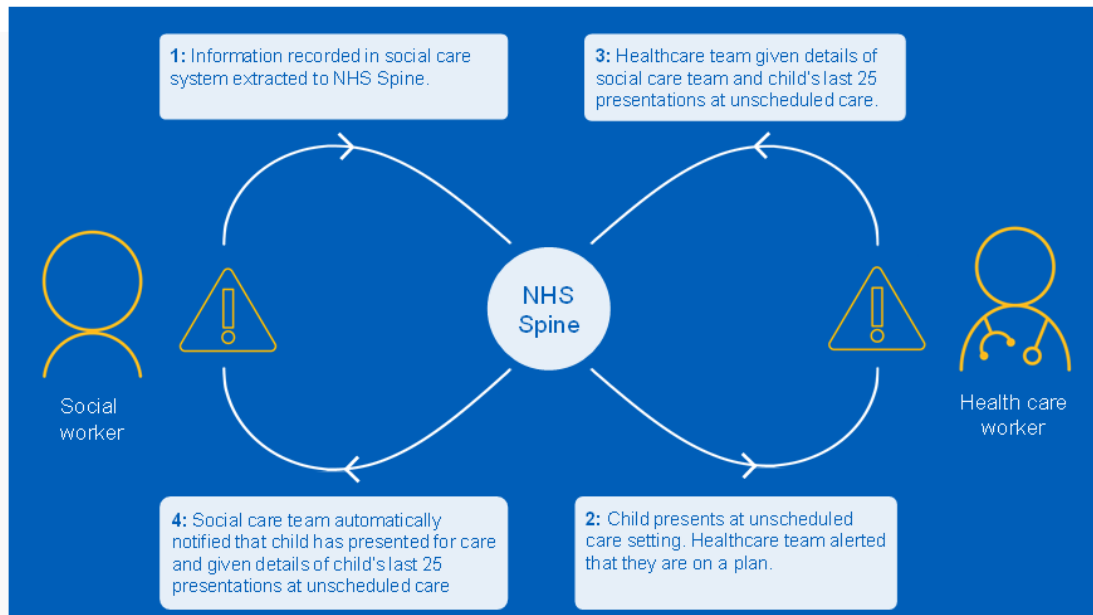 1: Information recorded in social care
system extracted to NHS Spine.
3: Healthcare team given details of
social care team and child's last 25
presentations at unscheduled care.
NHS
Spine
Social
worker
Health care
worker
4: Social care team automatically
notified that child has presented for care
and given details of child's last 25
presentations at unscheduled care
2: Child presents at unscheduled
care setting. Healthcare team alerted
that they are on a plan.